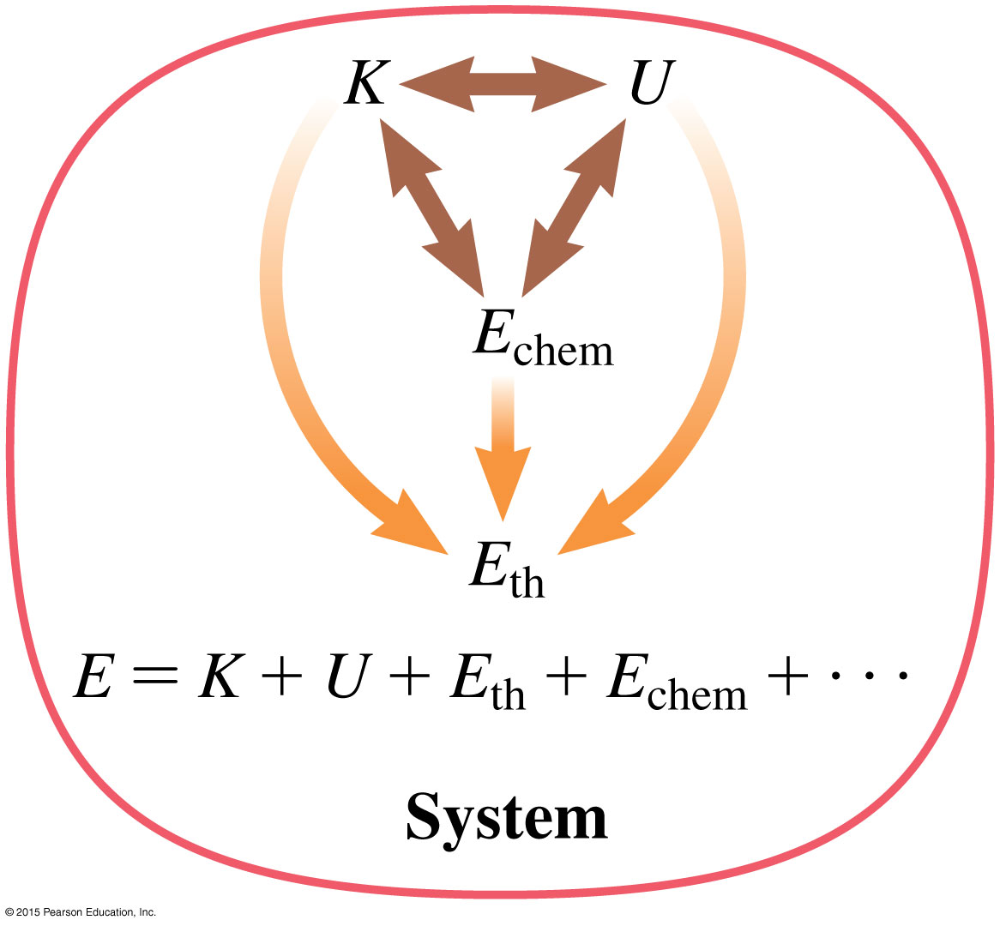 K U
E_chem
E_th
E = K + U + E_th + E_chem + · · ·
System
© 2015 Pearson Education, Inc.